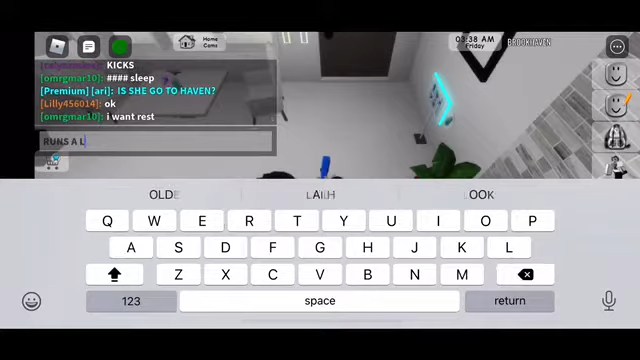 Home
Cams
03:38 AM
Friday
BROOKHAVEN
KICKS
[omrgmar10]: #### sleep
[Premium] [ari]: IS SHE GO TO HAVEN?
[Lilly456014]: ok
[omrgmar10]: i want rest
RUNS A L
OLDE
OOK
Q W E R T Y U I O P
A S D F G H J K L
Z X C V B N M
123 space return